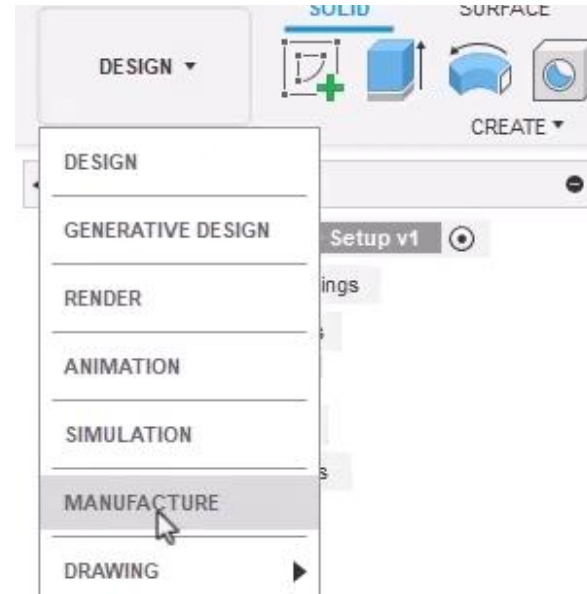 SOLID SURFACE
DESIGN
CREATE
DESIGN
GENERATIVE DESIGN
Setup v1
ings
RENDER
ANIMATION
SIMULATION
s
MANUFACTURE
DRAWING